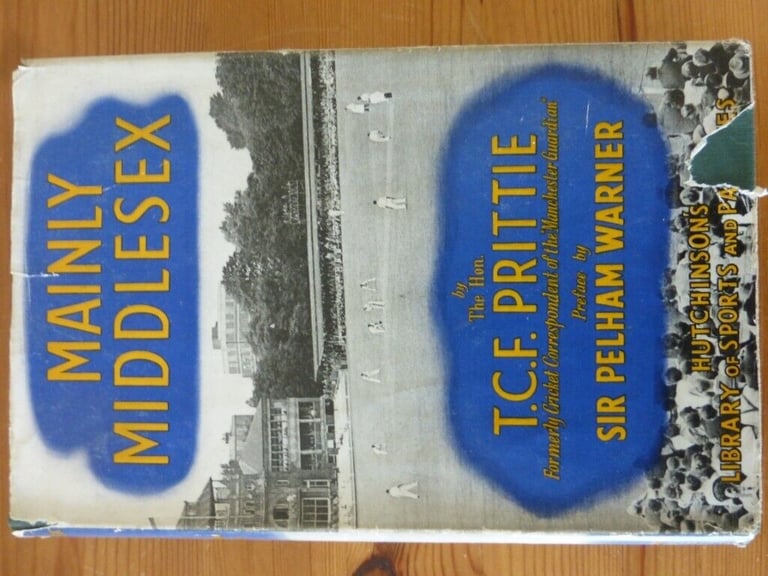 MAINLY
MIDDLESEX
by
The Hon.
T.C.F. PRITTIE
Formerly Cricket Correspondent of the Manchester Guardian"
Preface by
SIR PELHAM WARNER
HUTCHINSONS
LIBRARY OF SPORTS AND